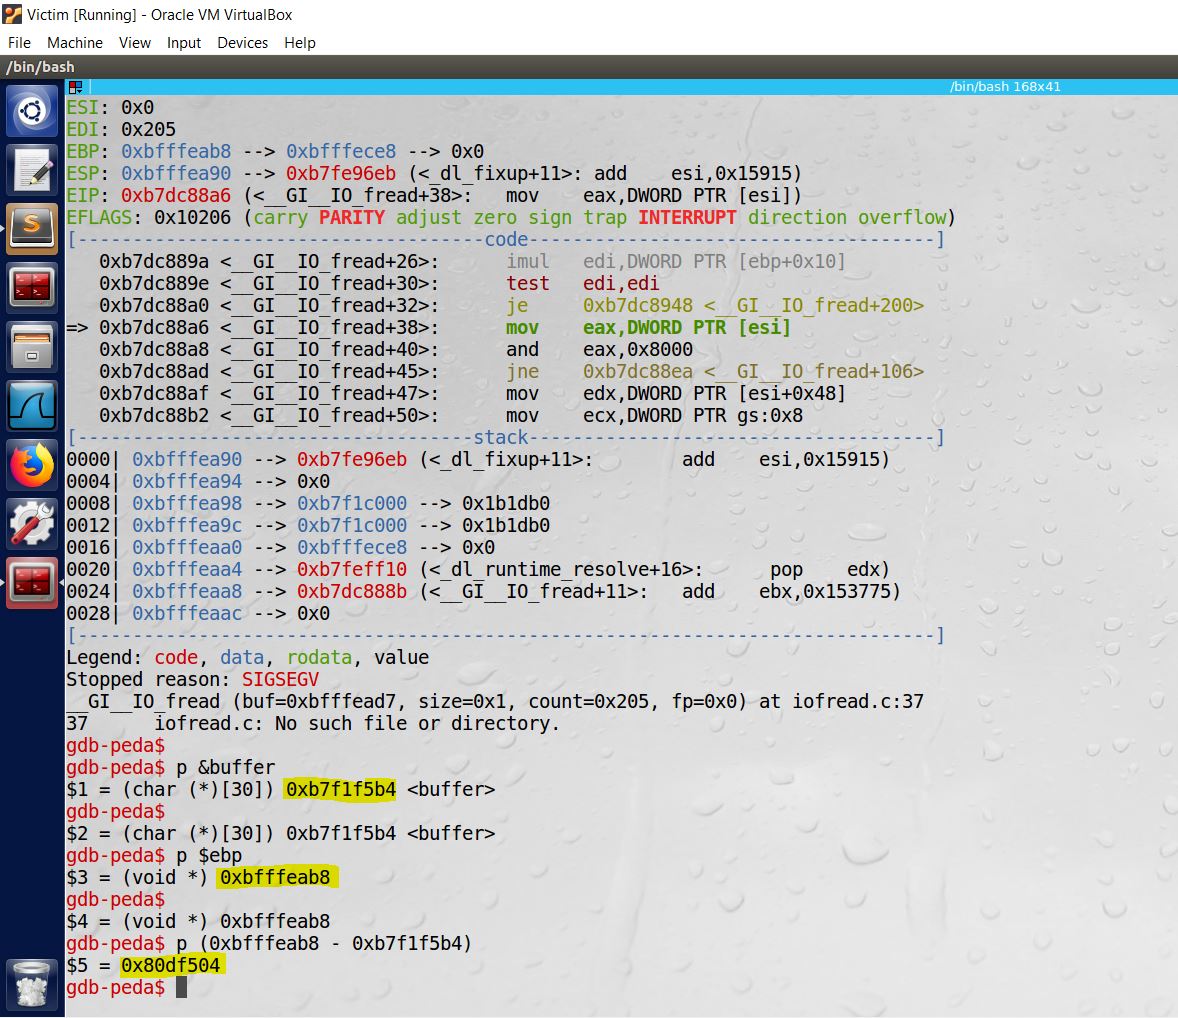 Victim [Running] - Oracle VM VirtualBox
File Machine View Input Devices Help
/bin/bash
/bin/bash 168x41
ESI: 0x0
EDI: 0x205
EBP: 0xbfffeab8 --> 0xbfffece8 --> 0x0
ESP: 0xbfffea90 --> 0xb7fe96eb (<_dl_fixup+11>: add esi,0x15915)
EIP: 0xb7dc88a6 (<__GI__IO_fread+38>: mov eax,DWORD PTR [esi])
EFLAGS: 0x10206 (carry PARITY adjust zero sign trap INTERRUPT direction overflow)
[-------------------------------------code-------------------------------------]
0xb7dc889a <__GI__IO_fread+26>: imul edi,DWORD PTR [ebp+0x10]
0xb7dc889e <__GI__IO_fread+30>: test edi,edi
0xb7dc88a0 <__GI__IO_fread+32>: je 0xb7dc8948 <__GI__IO_fread+200>
=> 0xb7dc88a6 <__GI__IO_fread+38>: mov eax,DWORD PTR [esi]
0xb7dc88a8 <__GI__IO_fread+40>: and eax,0x8000
0xb7dc88ad <__GI__IO_fread+45>: jne 0xb7dc88ea <__GI__IO_fread+106>
0xb7dc88af <__GI__IO_fread+47>: mov edx,DWORD PTR [esi+0x48]
0xb7dc88b2 <__GI__IO_fread+50>: mov ecx,DWORD PTR gs:0x8
[------------------------------------stack-------------------------------------]
0000| 0xbfffea90 --> 0xb7fe96eb (<_dl_fixup+11>: add esi,0x15915)
0004| 0xbfffea94 --> 0x0
0008| 0xbfffea98 --> 0xb7f1c000 --> 0x1b1db0
0012| 0xbfffea9c --> 0xb7f1c000 --> 0x1b1db0
0016| 0xbfffeaa0 --> 0xbfffece8 --> 0x0
0020| 0xbfffeaa4 --> 0xb7feff10 (<_dl_runtime_resolve+16>: pop edx)
0024| 0xbfffeaa8 --> 0xb7dc888b (<__GI__IO_fread+11>: add ebx,0x153775)
0028| 0xbfffeaac --> 0x0
[------------------------------------------------------------------------------]
Legend: code, data, rodata, value
Stopped reason: SIGSEGV
__GI__IO_fread (buf=0xbfffead7, size=0x1, count=0x205, fp=0x0) at iofread.c:37
37 iofread.c: No such file or directory.
gdb-peda$
gdb-peda$ p &buffer
$1 = (char (*)[30]) 0xb7f1f5b4 <buffer>
gdb-peda$
$2 = (char (*)[30]) 0xb7f1f5b4 <buffer>
gdb-peda$ p $ebp
$3 = (void *) 0xbfffeab8
gdb-peda$
$4 = (void *) 0xbfffeab8
gdb-peda$ p (0xbfffeab8 - 0xb7f1f5b4)
$5 = 0x80df504
gdb-peda$